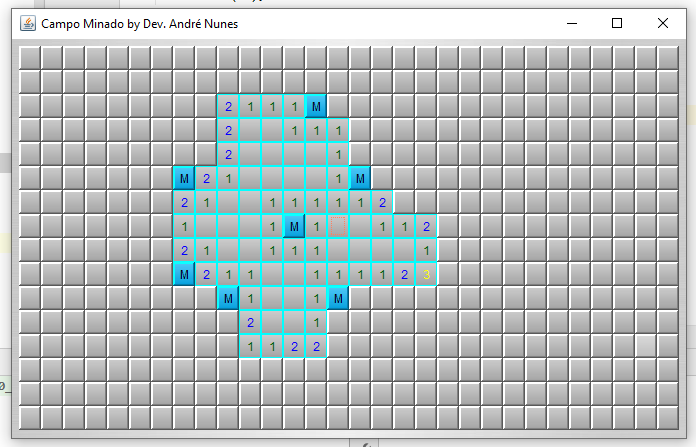 Campo Minado by Dev. André Nunes
2 1 1 1 M
2 1 1 1
2 1
M 2 1 1 M
2 1 1 1 1 1 1 2
1 1 M 1 1 1 2
2 1 1 1 1 1
M 2 1 1 1 1 1 1 2 3
M 1 1 M
2 1
1 1 2 2